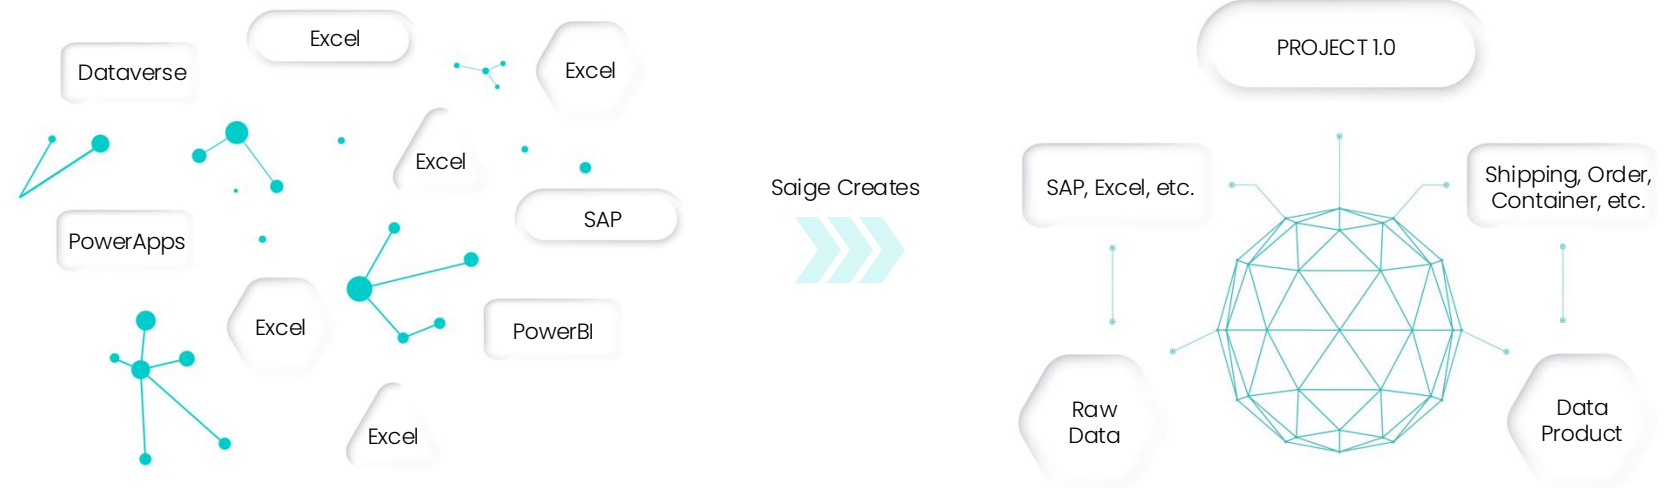 Excel
Dataverse
Excel
Excel
SAP
PowerApps
Excel
PowerBI
Excel
Saige Creates
PROJECT 1.0
SAP, Excel, etc.
Shipping, Order,
Container, etc.
Raw
Data
Data
Product